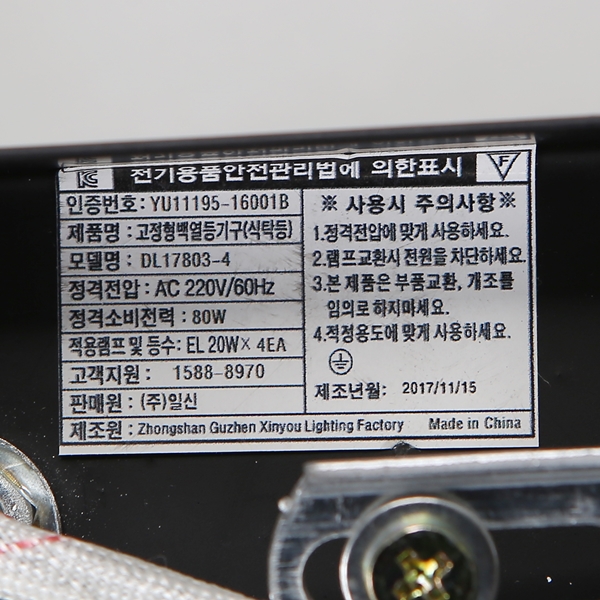 전기용품안전관리법에 의한표시
인증번호: YU11195-16001B
제품명 : 고정형백열등기구(식탁등)
모델명 : DL17803-4
정격전압 : AC 220V/60Hz
정격소비전력 : 80W
적용램프 및 등수: EL 20W× 4EA
고객지원 : 1588-8970
판매원 : (주)일신
※ 사용시 주의사항※
1.정격전압에 맞게 사용하세요.
2.램프교환시 전원을 차단하세요.
3.본 제품은 부품교환, 개조를
임의로 하지마세요.
4.적정용도에 맞게 사용하세요.
제조년월: 2017/11/15
제조원 : Zhongshan Guzhen Xinyou Lighting Factory Made in China